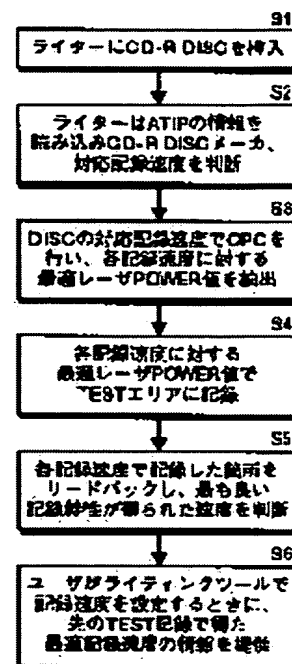 S1
ライターにCD-R DISCを挿入
S2
ライターはATIPの情報を
読み込みCD-R DISCメーカ、
対応記録速度を判断
S3
DISCの対応記録速度でOPCを
行い、各記録速度に対する
最適レーザPOWER値を抽出
S4
各記録速度に対する
最適レーザPOWER値で
TESTエリアに記録
S5
各記録速度で記録した箇所を
リードバックし、最も良い
記録特性が得られた速度を判断
S6
ユーザがライティングツールで
記録速度を設定するときに、
先のTEST記録で得た
最適記録速度の情報を提供